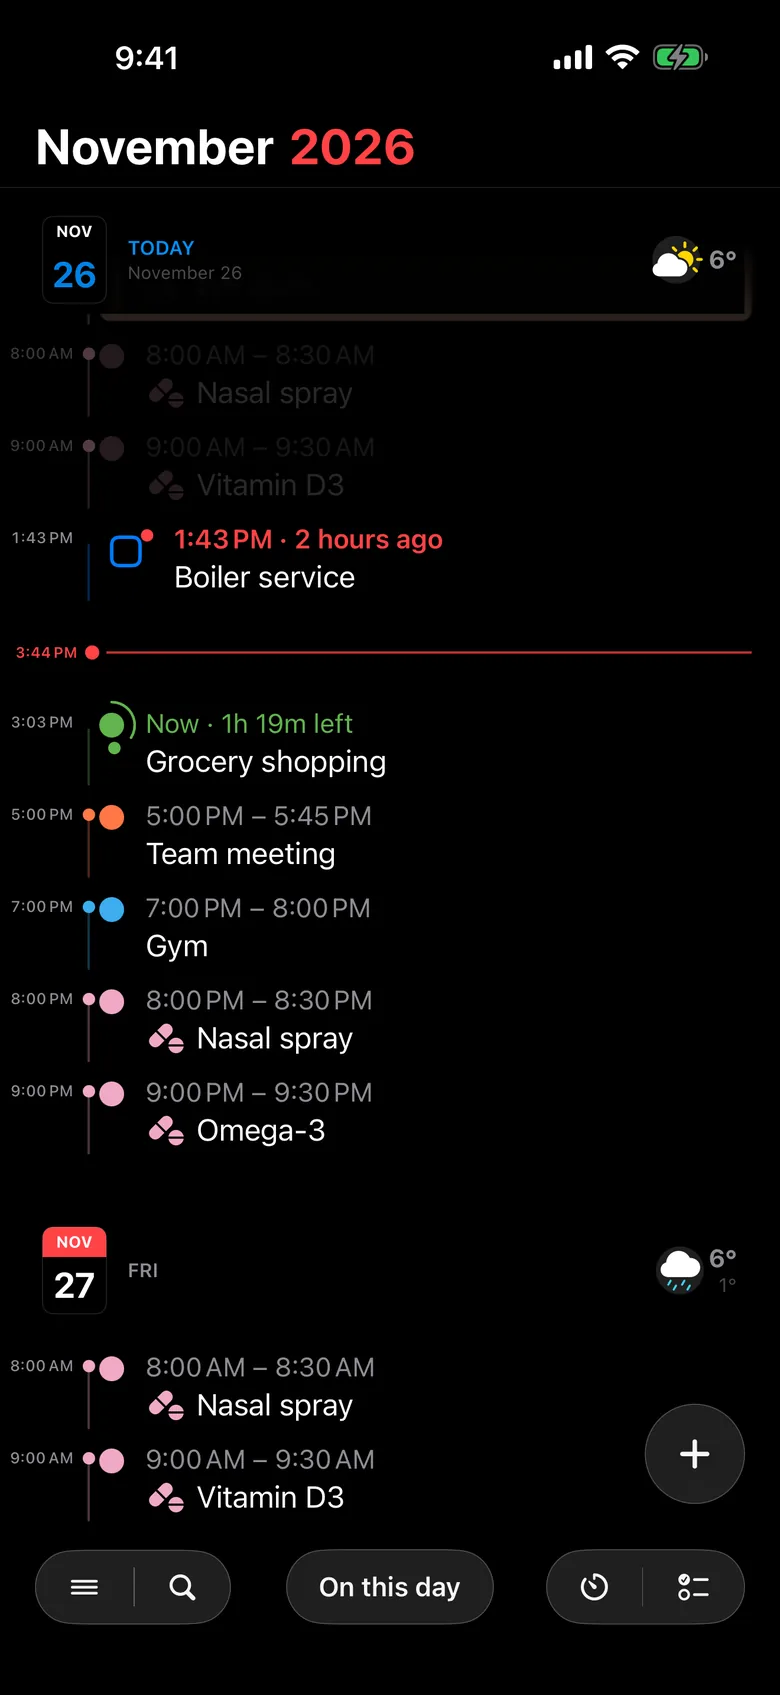 9:41
November 2026
NOV
26
TODAY
November 26
6°
8:00 AM
8:00 AM – 8:30 AM
Nasal spray
9:00 AM
9:00 AM – 9:30 AM
Vitamin D3
1:43 PM
1:43 PM · 2 hours ago
Boiler service
3:44 PM
3:03 PM
Now · 1h 19m left
Grocery shopping
5:00 PM
5:00 PM – 5:45 PM
Team meeting
7:00 PM
7:00 PM – 8:00 PM
Gym
8:00 PM
8:00 PM – 8:30 PM
Nasal spray
9:00 PM
9:00 PM – 9:30 PM
Omega-3
NOV
27
FRI
6°
1°
8:00 AM
8:00 AM – 8:30 AM
Nasal spray
9:00 AM
9:00 AM – 9:30 AM
Vitamin D3
On this day